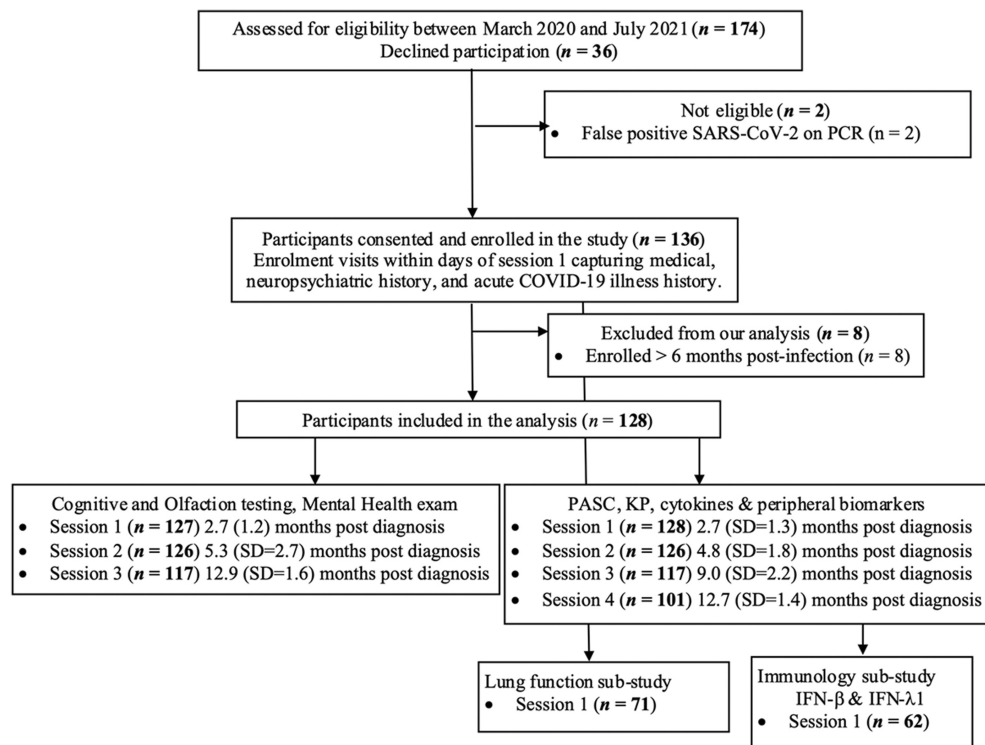 Assessed for eligibility between March 2020 and July 2021 (n = 174)
Declined participation (n = 36)
Not eligible (n = 2)
• False positive SARS-CoV-2 on PCR (n = 2)
Participants consented and enrolled in the study (n = 136)
Enrolment visits within days of session 1 capturing medical,
neuropsychiatric history, and acute COVID-19 illness history.
Excluded from our analysis (n = 8)
• Enrolled > 6 months post-infection (n = 8)
Participants included in the analysis (n = 128)
Cognitive and Olfaction testing, Mental Health exam
• Session 1 (n = 127) 2.7 (1.2) months post diagnosis
• Session 2 (n = 126) 5.3 (SD=2.7) months post diagnosis
• Session 3 (n = 117) 12.9 (SD=1.6) months post diagnosis
PASC, KP, cytokines & peripheral biomarkers
• Session 1 (n = 128) 2.7 (SD=1.3) months post diagnosis
• Session 2 (n = 126) 4.8 (SD=1.8) months post diagnosis
• Session 3 (n = 117) 9.0 (SD=2.2) months post diagnosis
• Session 4 (n = 101) 12.7 (SD=1.4) months post diagnosis
Lung function sub-study
• Session 1 (n = 71)
Immunology sub-study
IFN-β & IFN-λ1
• Session 1 (n = 62)